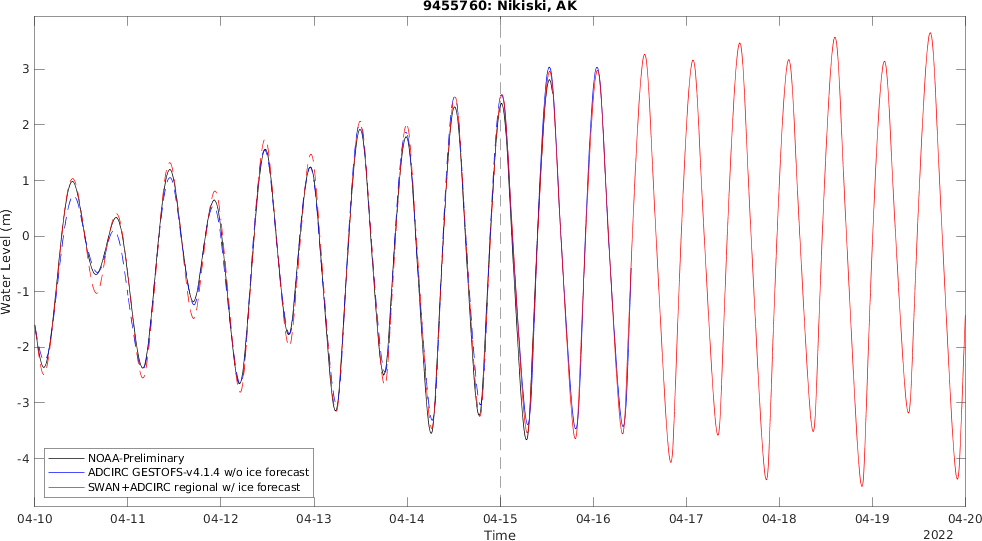 9455760: Nikiski, AK
3
2
1
0
-1
-2
-3
-4
Water Level (m)
NOAA-Preliminary
ADCIRC GESTOFS-v4.1.4 w/o ice forecast
SWAN+ADCIRC regional w/ ice forecast
04-10 04-11 04-12 04-13 04-14 04-15 04-16 04-17 04-18 04-19 04-20
Time
2022